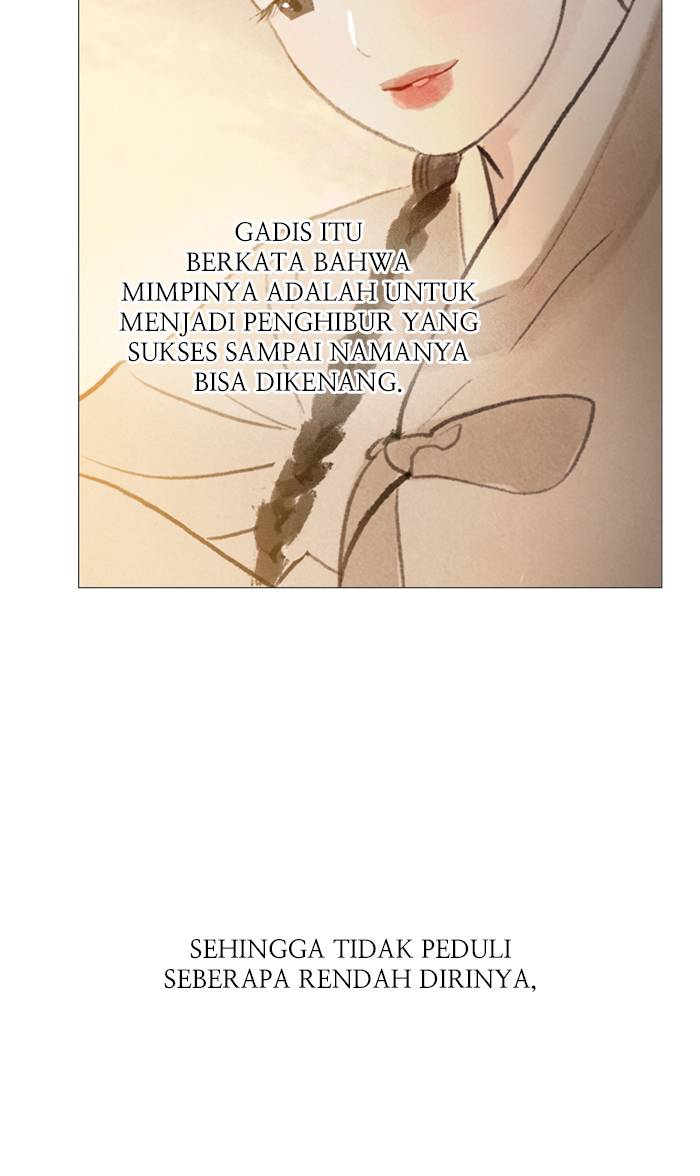 GADIS ITU
BERKATA BAHWA
MIMPINYA ADALAH UNTUK
MENJADI PENGHIBUR YANG
SUKSES SAMPAI NAMANYA
BISA DIKENANG.
SEHINGGA TIDAK PEDULI
SEBERAPA RENDAH DIRINYA,